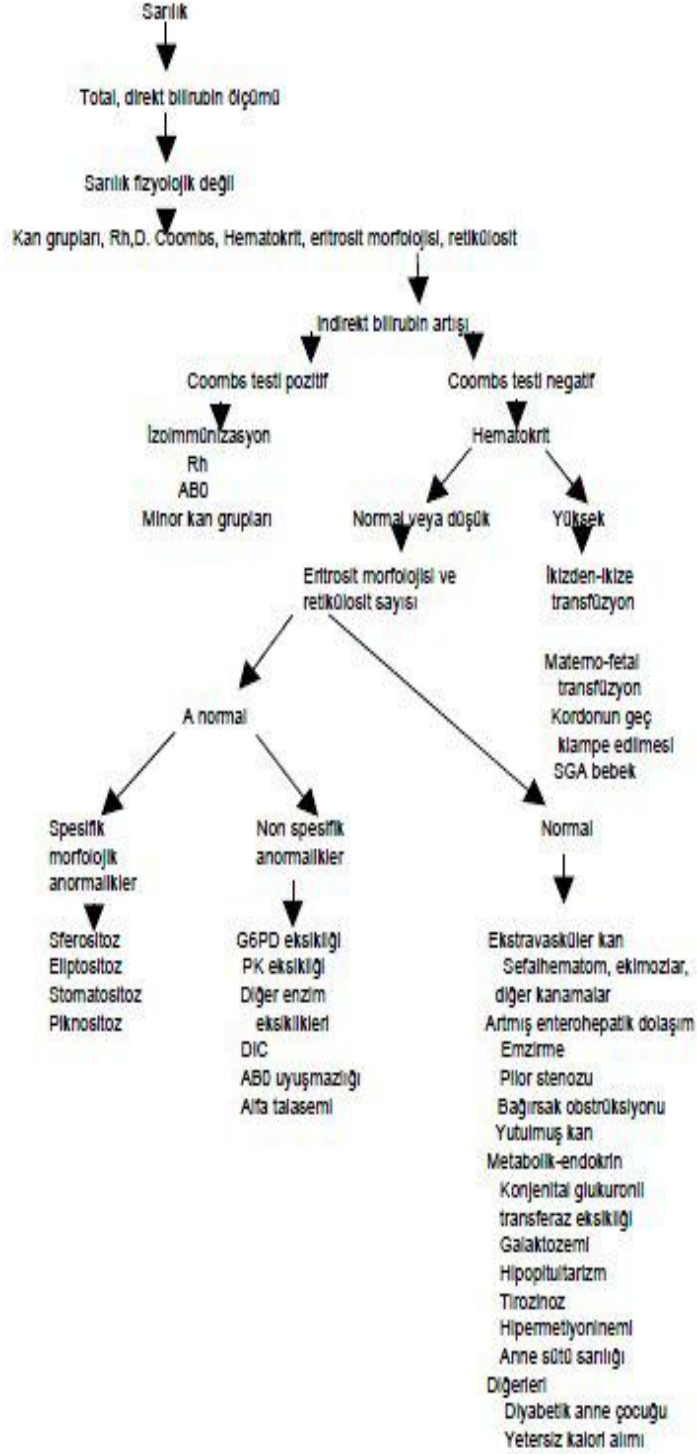 Sarılık
Total, direkt bilirubin ölçümü
Sarılık fizyolojik değil
Kan grupları, Rh,D. Coombs, Hematokrit, eritrosit morfolojisi, retikülosit
İndirekt bilirubin artışı
Coombs testi pozitif
Coombs testi negatif
İzoimmünizasyon
Rh
AB0
Minor kan grupları
Hematokrit
Normal veya düşük
Yüksek
Eritrosit morfolojisi ve
retikülosit sayısı
İkizden-ikize
transfüzyon
Materno-fetal
transfüzyon
Kordonun geç
klampe edilmesi
SGA bebek
A normal
Spesifik
morfolojik
anormalikler
Non spesifik
anormalikler
Normal
Sferositoz
Eliptositoz
Stomatositoz
Piknositoz
G6PD eksikliği
PK eksikliği
Diğer enzim
eksiklikleri
DIC
AB0 uyuşmazlığı
Alfa talasemi
Ekstravasküler kan
Sefalhematom, ekimozlar,
diğer kanamalar
Artmış enterohepatik dolaşım
Emzirme
Pilor stenozu
Bağırsak obstrüksiyonu
Yutulmuş kan
Metabolik-endokrin
Konjenital glukuronil
transferaz eksikliği
Galaktozemi
Hipopituitarizm
Tirozinoz
Hipermetiyoninemi
Anne sütü sarılığı
Diğerleri
Diyabetik anne çocuğu
Yetersiz kalori alımı